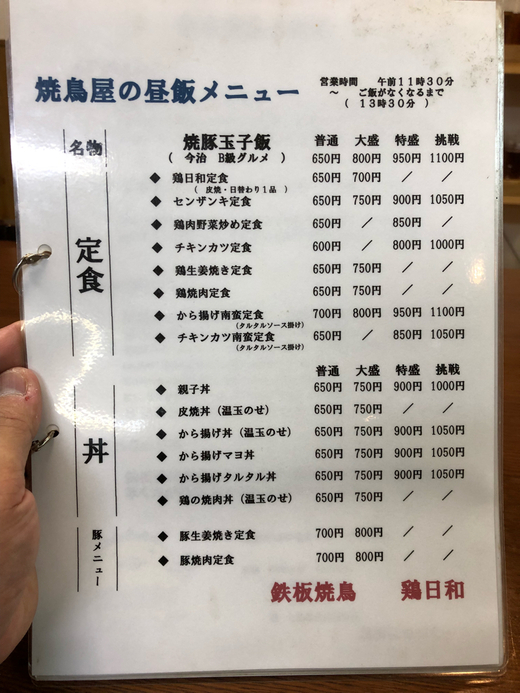 焼鳥屋の昼飯メニュー
営業時間　午前11時30分
～　ご飯がなくなるまで
（　13時30分　）
名物　焼豚玉子飯　普通　大盛　特盛　挑戦
（　今治　B級グルメ　）　650円　800円　950円　1100円
定食
◆　鶏日和定食　650円　700円　／　／
（　皮焼・日替わり1品　）
◆　センザンキ定食　650円　750円　900円　1050円
◆　鶏肉野菜炒め定食　650円　／　850円　／
◆　チキンカツ定食　600円　／　800円　1000円
◆　鶏生姜焼き定食　650円　750円　／　／
◆　鶏焼肉定食　650円　750円　／　／
◆　から揚げ南蛮定食　700円　800円　950円　1100円
（タルタルソース掛け）
◆　チキンカツ南蛮定食　650円　／　850円　1050円
（タルタルソース掛け）
丼
普通　大盛　特盛　挑戦
◆　親子丼　650円　750円　900円　1000円
◆　皮焼丼（温玉のせ）　650円　750円　／　／
◆　から揚げ丼（温玉のせ）　650円　750円　900円　1050円
◆　から揚げマヨ丼　650円　750円　900円　1050円
◆　から揚げタルタル丼　650円　750円　900円　1050円
◆　鶏の焼肉丼（温玉のせ）　650円　750円　／　／
豚メニュー
◆　豚生姜焼き定食　700円　800円　／　／
◆　豚焼肉定食　700円　800円　／　／
鉄板焼鳥　鶏日和